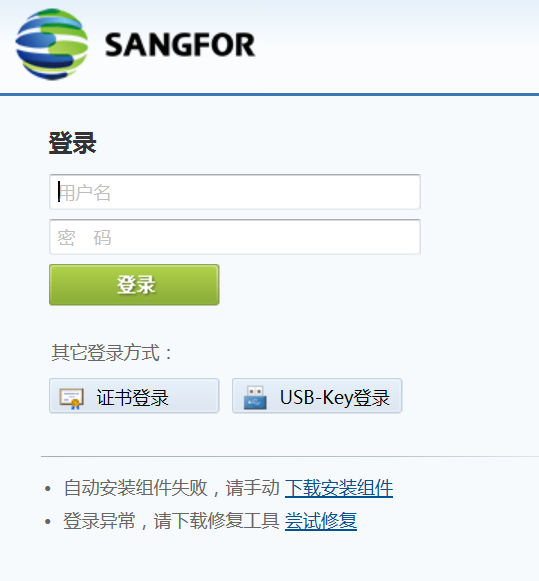 SANGFOR
登录
用户名
密 码
登录
其它登录方式：
证书登录
USB-Key登录
• 自动安装组件失败，请手动 下载安装组件
• 登录异常，请下载修复工具 尝试修复